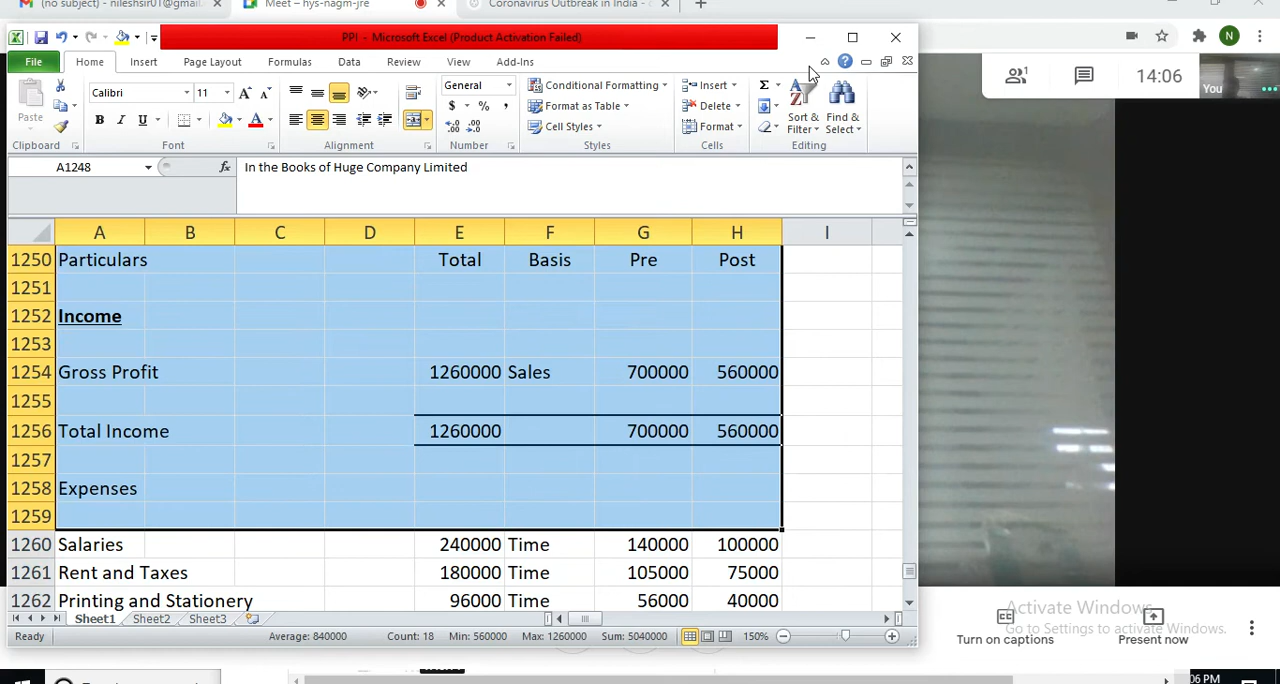 (no subject) - nileshsir01@gmail. × Meet – hys-nagm-jre × Coronavirus Outbreak in India - × +
PPI - Microsoft Excel (Product Activation Failed)
File Home Insert Page Layout Formulas Data Review View Add-Ins
Paste Calibri 11 General Conditional Formatting Insert
Format as Table Delete Sort & Filter Find & Select
Cell Styles Format
Clipboard Font Alignment Number Styles Cells Editing
14:06 You N
A1248 fx In the Books of Huge Company Limited
A B C D E F G H I
1250 Particulars Total Basis Pre Post
1251
1252 Income
1253
1254 Gross Profit 1260000 Sales 700000 560000
1255
1256 Total Income 1260000 700000 560000
1257
1258 Expenses
1259
1260 Salaries 240000 Time 140000 100000
1261 Rent and Taxes 180000 Time 105000 75000
1262 Printing and Stationery 96000 Time 56000 40000
Sheet1 Sheet2 Sheet3
Ready Average: 840000 Count: 18 Min: 560000 Max: 1260000 Sum: 5040000 150%
Activate Windows
Go to Settings to activate Windows.
Turn on captions Present now
06 PM